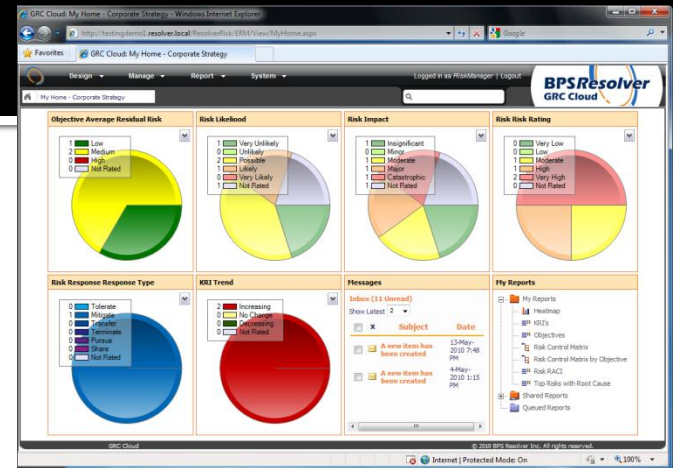 GRC Cloud: My Home - Corporate Strategy - Windows Internet Explorer
http://testingdemo1.resolver.local/ResolverRisk/ERM/View/MyHome.aspx
Google
Favorites
GRC Cloud: My Home - Corporate Strategy
Design Manage Report System
Logged in as RiskManager | Logout
BPSResolver
GRC Cloud
My Home - Corporate Strategy
Objective Average Residual Risk
1 Low
2 Medium
0 High
0 Not Rated
Risk Likelihood
1 Very Unlikely
0 Unlikely
2 Possible
1 Likely
0 Very Likely
1 Not Rated
Risk Impact
1 Insignificant
0 Minor
1 Moderate
1 Major
1 Catastrophic
1 Not Rated
Risk Risk Rating
0 Very Low
0 Low
1 Moderate
1 High
2 Very High
0 Not Rated
Risk Response Response Type
0 Tolerate
1 Mitigate
0 Transfer
0 Terminate
0 Pursue
0 Share
0 Not Rated
KRI Trend
2 Increasing
0 No Change
0 Decreasing
0 Not Rated
Messages
Inbox (11 Unread)
Show Latest 2
x Subject Date
A new item has been created
13-May-2010 7:48 PM
A new item has been created
4-May-2010 1:15 PM
My Reports
My Reports
Heatmap
KRI's
Objectives
Risk Control Matrix
Risk Control Matrix by Objective
Risk RACI
Top Risks with Root Cause
Shared Reports
Queued Reports
GRC Cloud
© 2010 BPS Resolver Inc. All rights reserved.
Internet | Protected Mode: On
100%